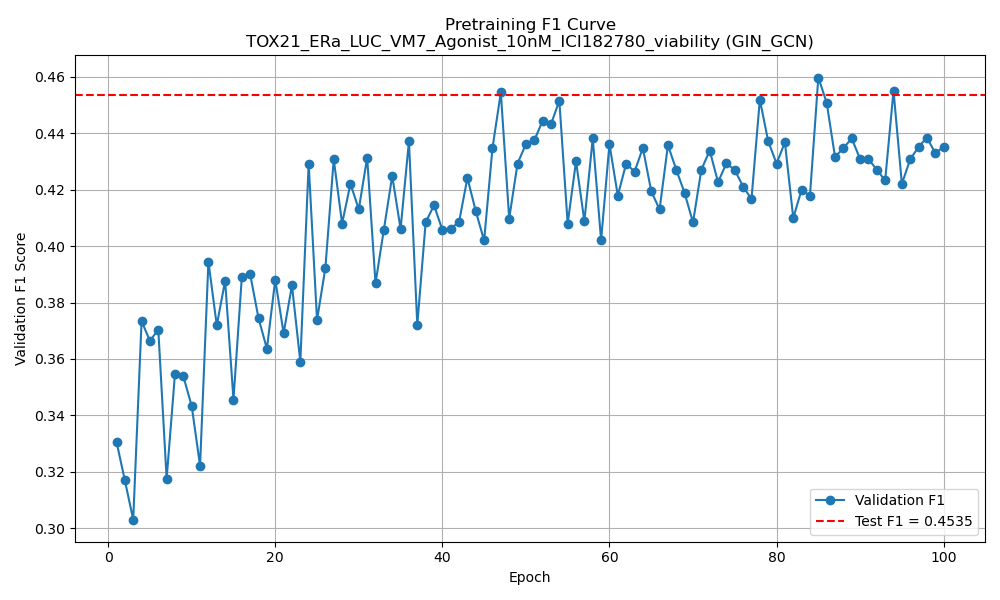 Pretraining F1 Curve
TOX21_ERa_LUC_VM7_Agonist_10nM_ICI182780_viability (GIN_GCN)
Validation F1 Score
0.46
0.44
0.42
0.40
0.38
0.36
0.34
0.32
0.30
Validation F1
Test F1 = 0.4535
0
20
40
60
80
100
Epoch